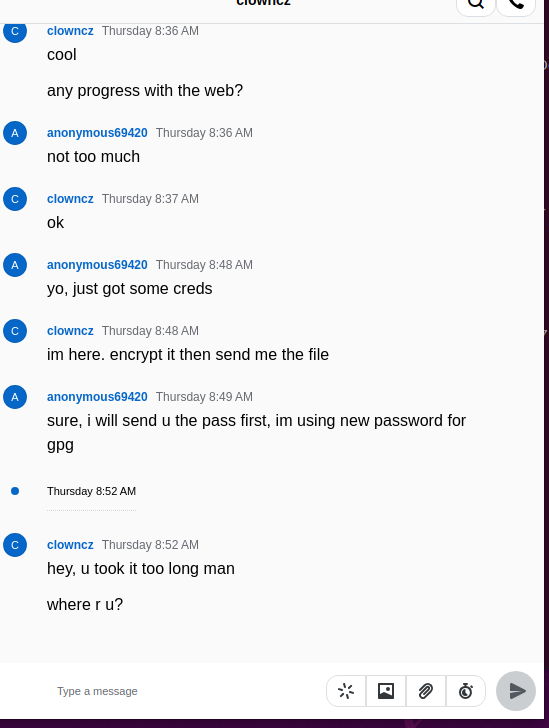 clowncz
C clowncz Thursday 8:36 AM
cool
any progress with the web?
A anonymous69420 Thursday 8:36 AM
not too much
C clowncz Thursday 8:37 AM
ok
A anonymous69420 Thursday 8:48 AM
yo, just got some creds
C clowncz Thursday 8:48 AM
im here. encrypt it then send me the file
A anonymous69420 Thursday 8:49 AM
sure, i will send u the pass first, im using new password for
gpg
Thursday 8:52 AM
C clowncz Thursday 8:52 AM
hey, u took it too long man
where r u?
Type a message